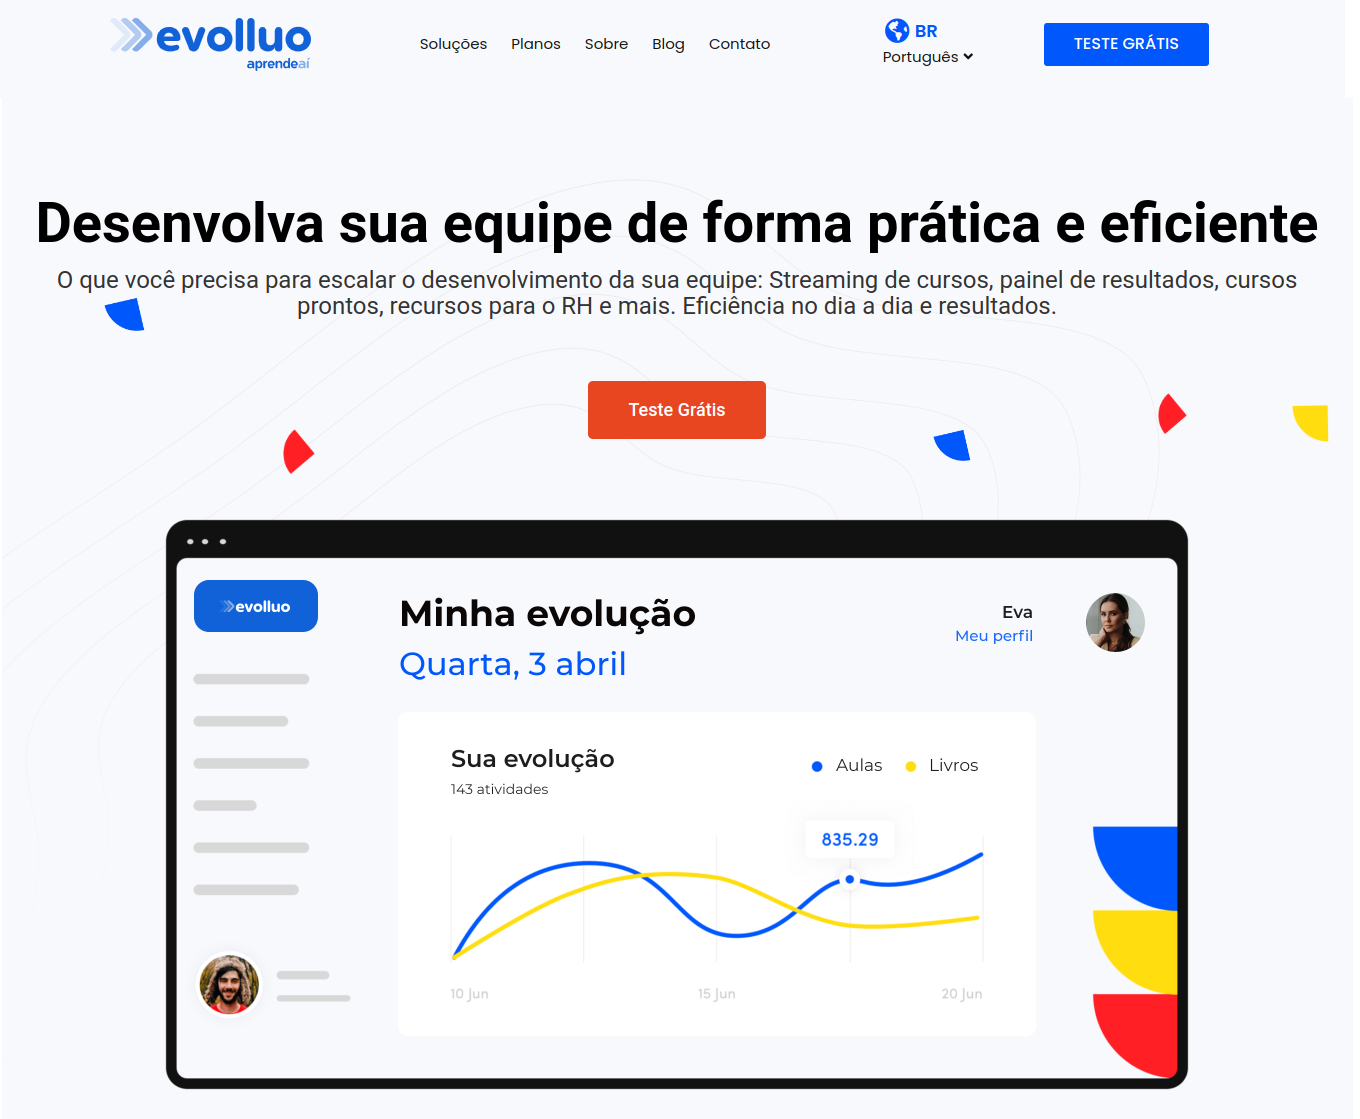 evolluo
aprendeaí
Soluções Planos Sobre Blog Contato
BR
Português
TESTE GRÁTIS
Desenvolva sua equipe de forma prática e eficiente
O que você precisa para escalar o desenvolvimento da sua equipe: Streaming de cursos, painel de resultados, cursos
prontos, recursos para o RH e mais. Eficiência no dia a dia e resultados.
Teste Grátis
evolluo
Minha evolução
Quarta, 3 abril
Eva
Meu perfil
Sua evolução
143 atividades
Aulas Livros
835.29
10 Jun 15 Jun 20 Jun